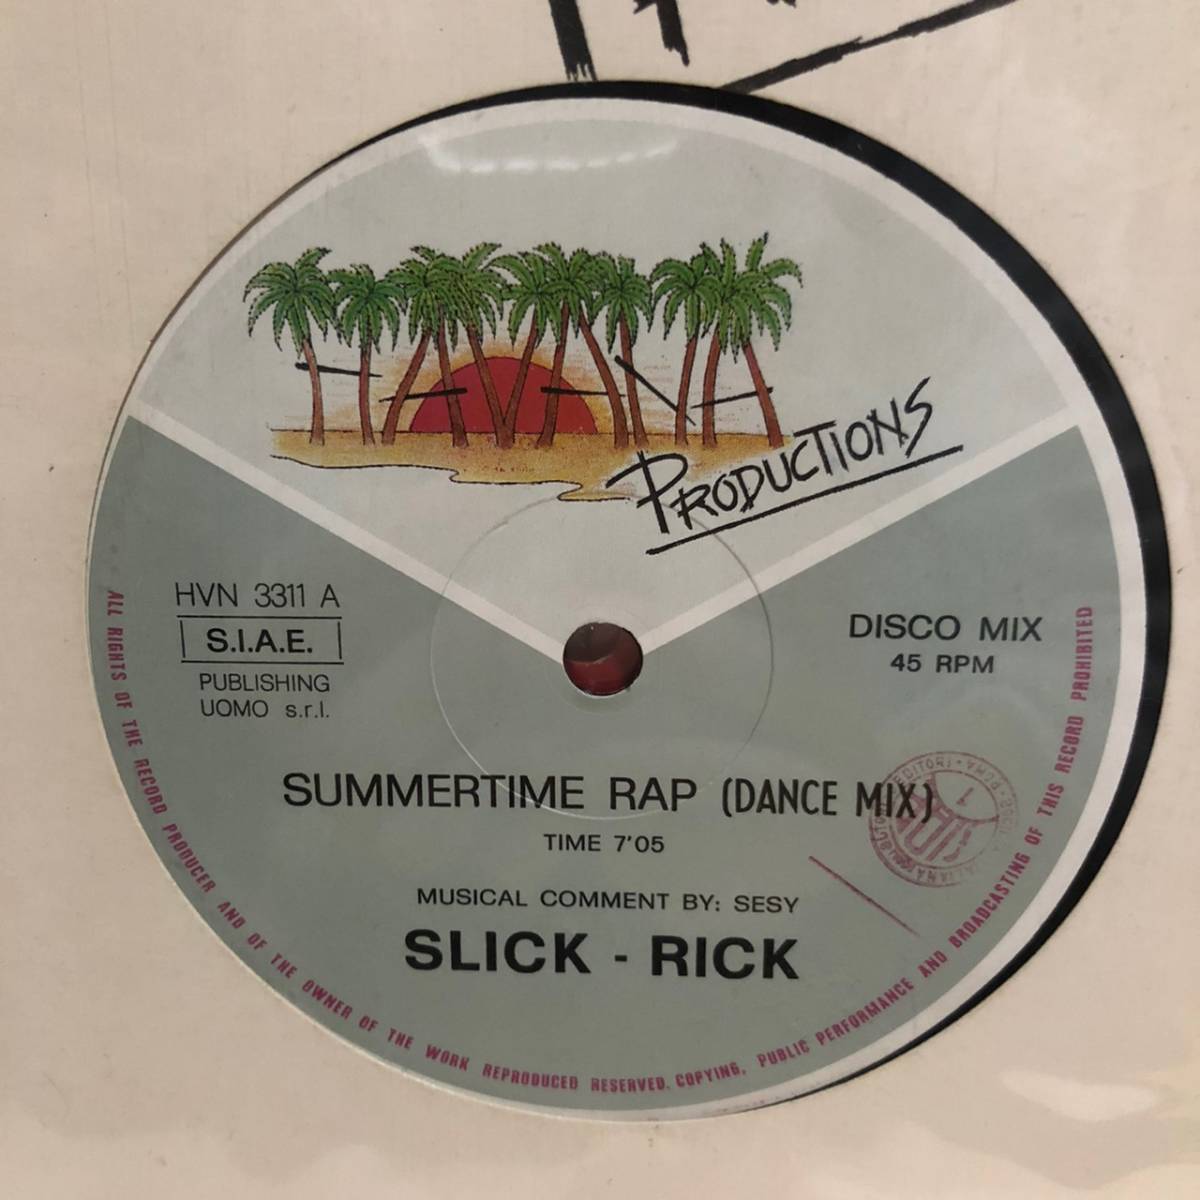 HAVANA
PRODUCTIONS
HVN 3311 A
S.I.A.E.
PUBLISHING
UOMO s.r.l.
DISCO MIX
45 RPM
SUMMERTIME RAP (DANCE MIX)
TIME 7'05
MUSICAL COMMENT BY: SESY
SLICK - RICK
ALL RIGHTS OF THE RECORD PRODUCER AND OF THE OWNER OF THE WORK REPRODUCED RESERVED. COPYING, PUBLIC PERFORMANCE AND BROADCASTING OF THIS RECORD PROHIBITED